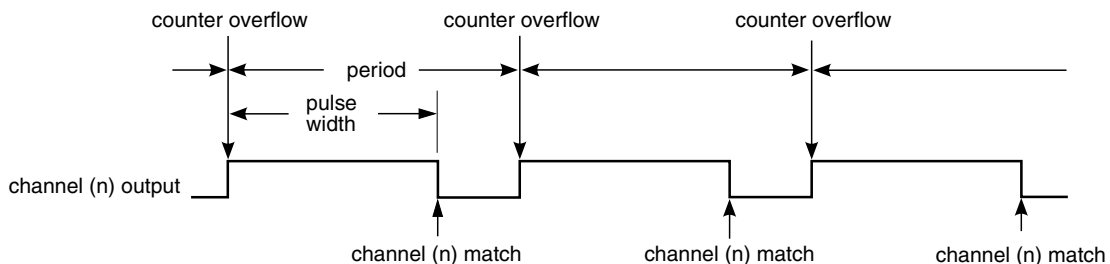 counter overflow
counter overflow
counter overflow
period
pulse
width
channel (n) output
channel (n) match
channel (n) match
channel (n) match